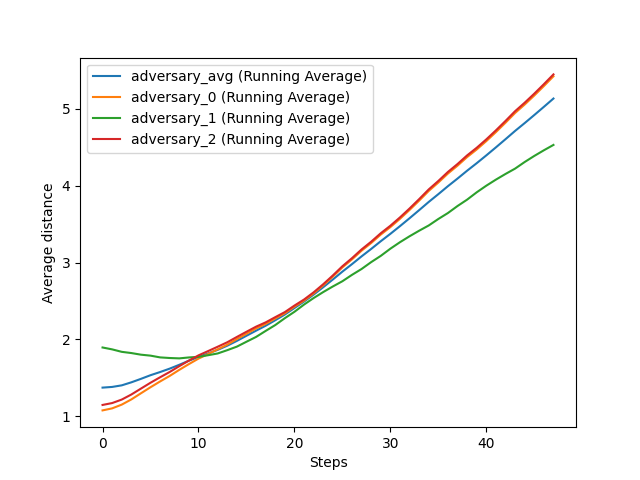 adversary_avg (Running Average)
adversary_0 (Running Average)
adversary_1 (Running Average)
adversary_2 (Running Average)
5
4
3
2
1
Average distance
0 10 20 30 40
Steps